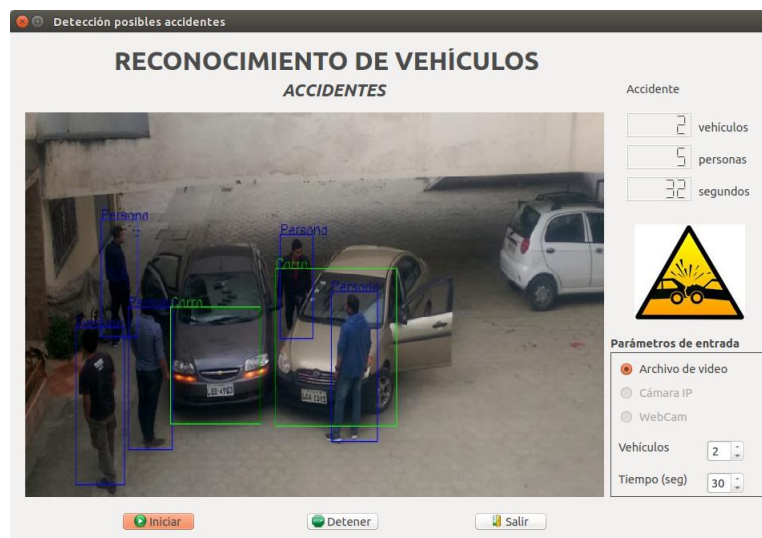 Detección posibles accidentes
RECONOCIMIENTO DE VEHÍCULOS
ACCIDENTES
Accidente
2 vehículos
5 personas
32 segundos
Persona
Persona
Carro
Persona
Persona
Carro
Persona
Parámetros de entrada
Archivo de video
Cámara IP
WebCam
Vehículos 2
Tiempo (seg) 30
Iniciar
Detener
Salir